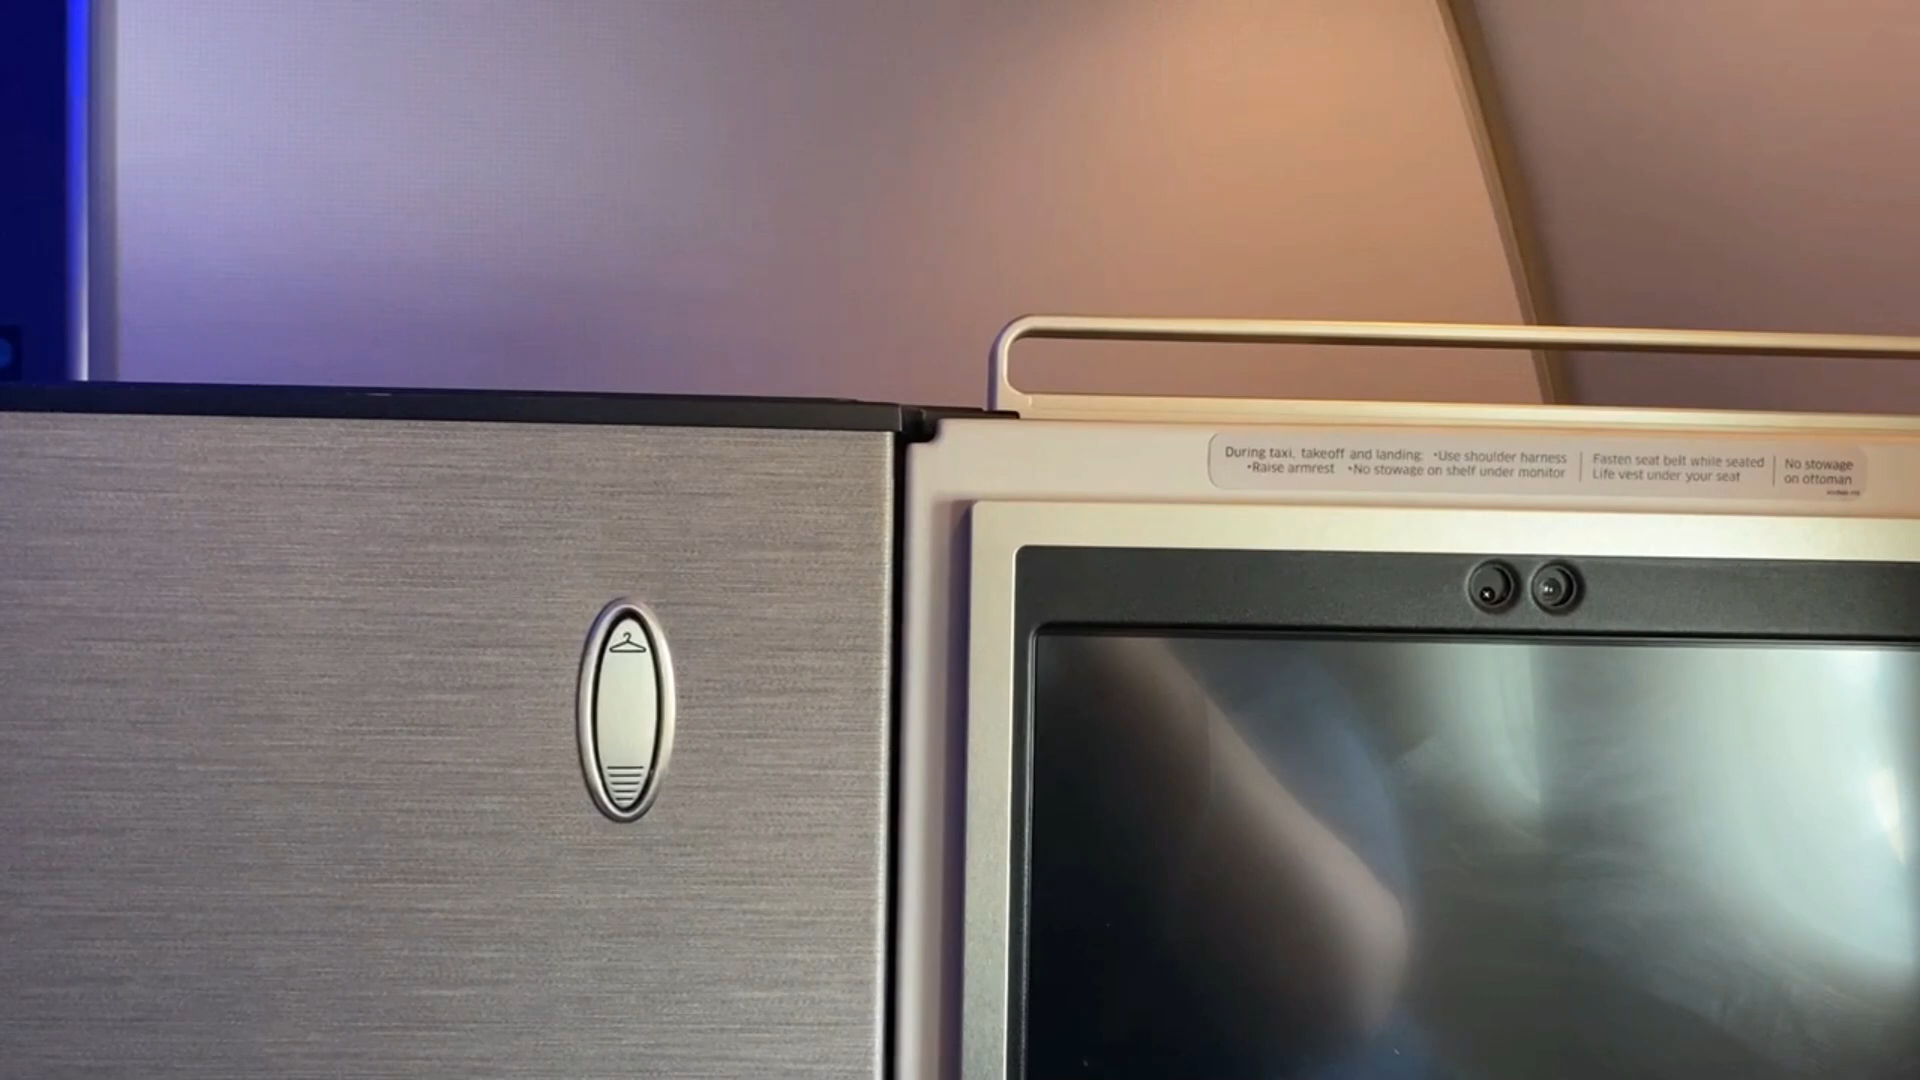 During taxi, takeoff and landing: •Use shoulder harness
•Raise armrest •No stowage on shelf under monitor
Fasten seat belt while seated
Life vest under your seat
No stowage
on ottoman